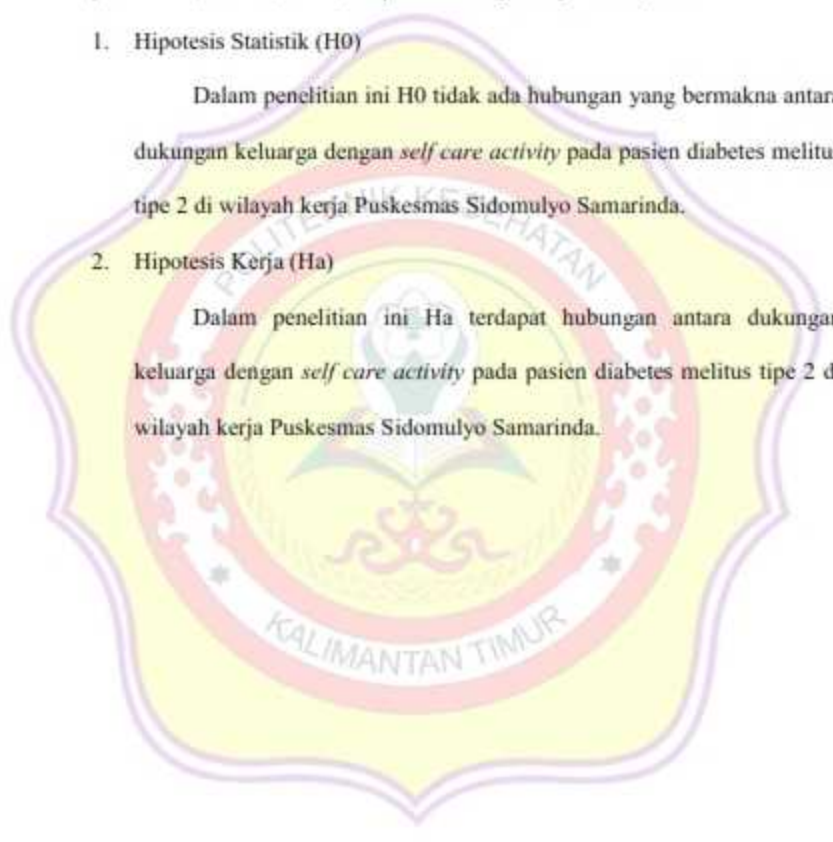 1. Hipotesis Statistik (H0)
Dalam penelitian ini H0 tidak ada hubungan yang bermakna antara
dukungan keluarga dengan self care activity pada pasien diabetes melitu
tipe 2 di wilayah kerja Puskesmas Sidomulyo Samarinda.
2. Hipotesis Kerja (Ha)
Dalam penelitian ini Ha terdapat hubungan antara dukungan
keluarga dengan self care activity pada pasien diabetes melitus tipe 2 d
wilayah kerja Puskesmas Sidomulyo Samarinda.
POLITEKNIK KESEHATAN
KALIMANTAN TIMUR